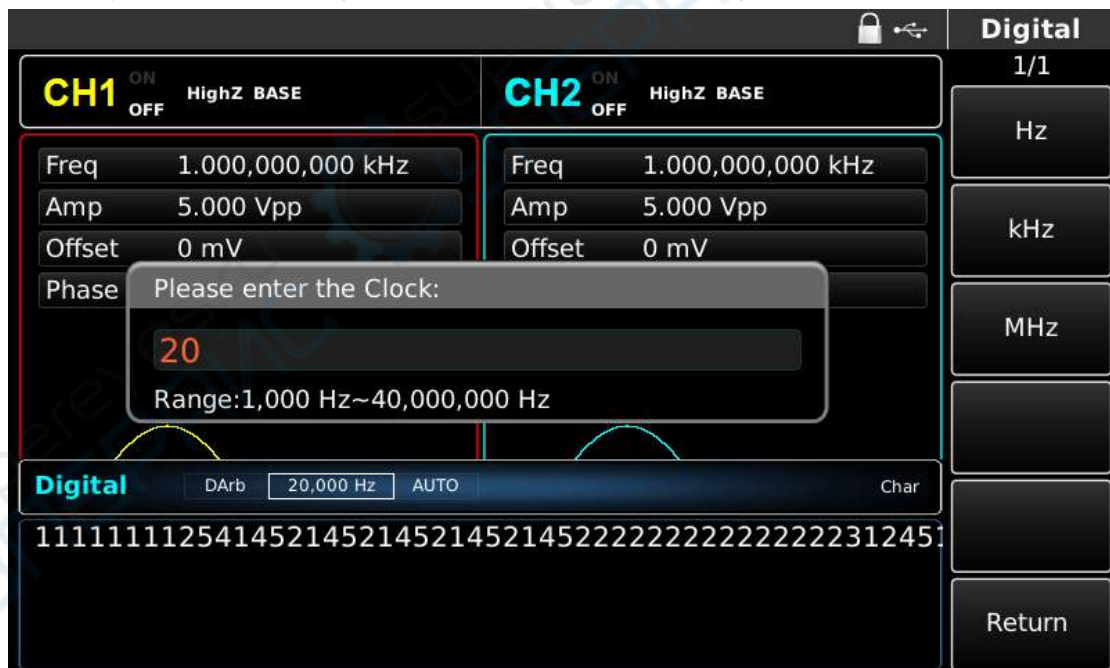 Digital
1/1
CH1 ON OFF HighZ BASE
CH2 ON OFF HighZ BASE
Hz
Freq 1.000,000,000 kHz
Freq 1.000,000,000 kHz
Amp 5.000 Vpp
Amp 5.000 Vpp
kHz
Offset 0 mV
Offset 0 mV
Phase
Please enter the Clock:
MHz
20
Range:1,000 Hz~40,000,000 Hz
Digital DArb 20,000 Hz AUTO Char
111111112541452145214521452145222222222222222312451
Return